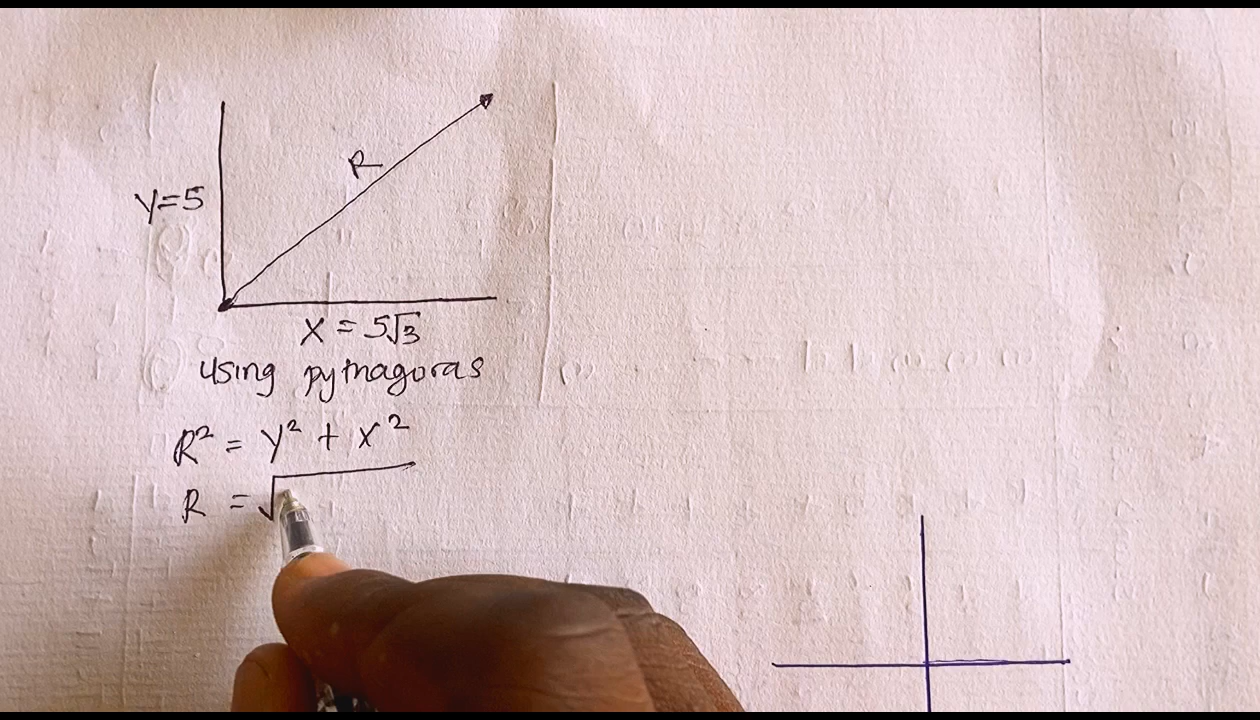 R
Y=5
X = 5√3
using pythagoras
R² = Y² + X²
R = √